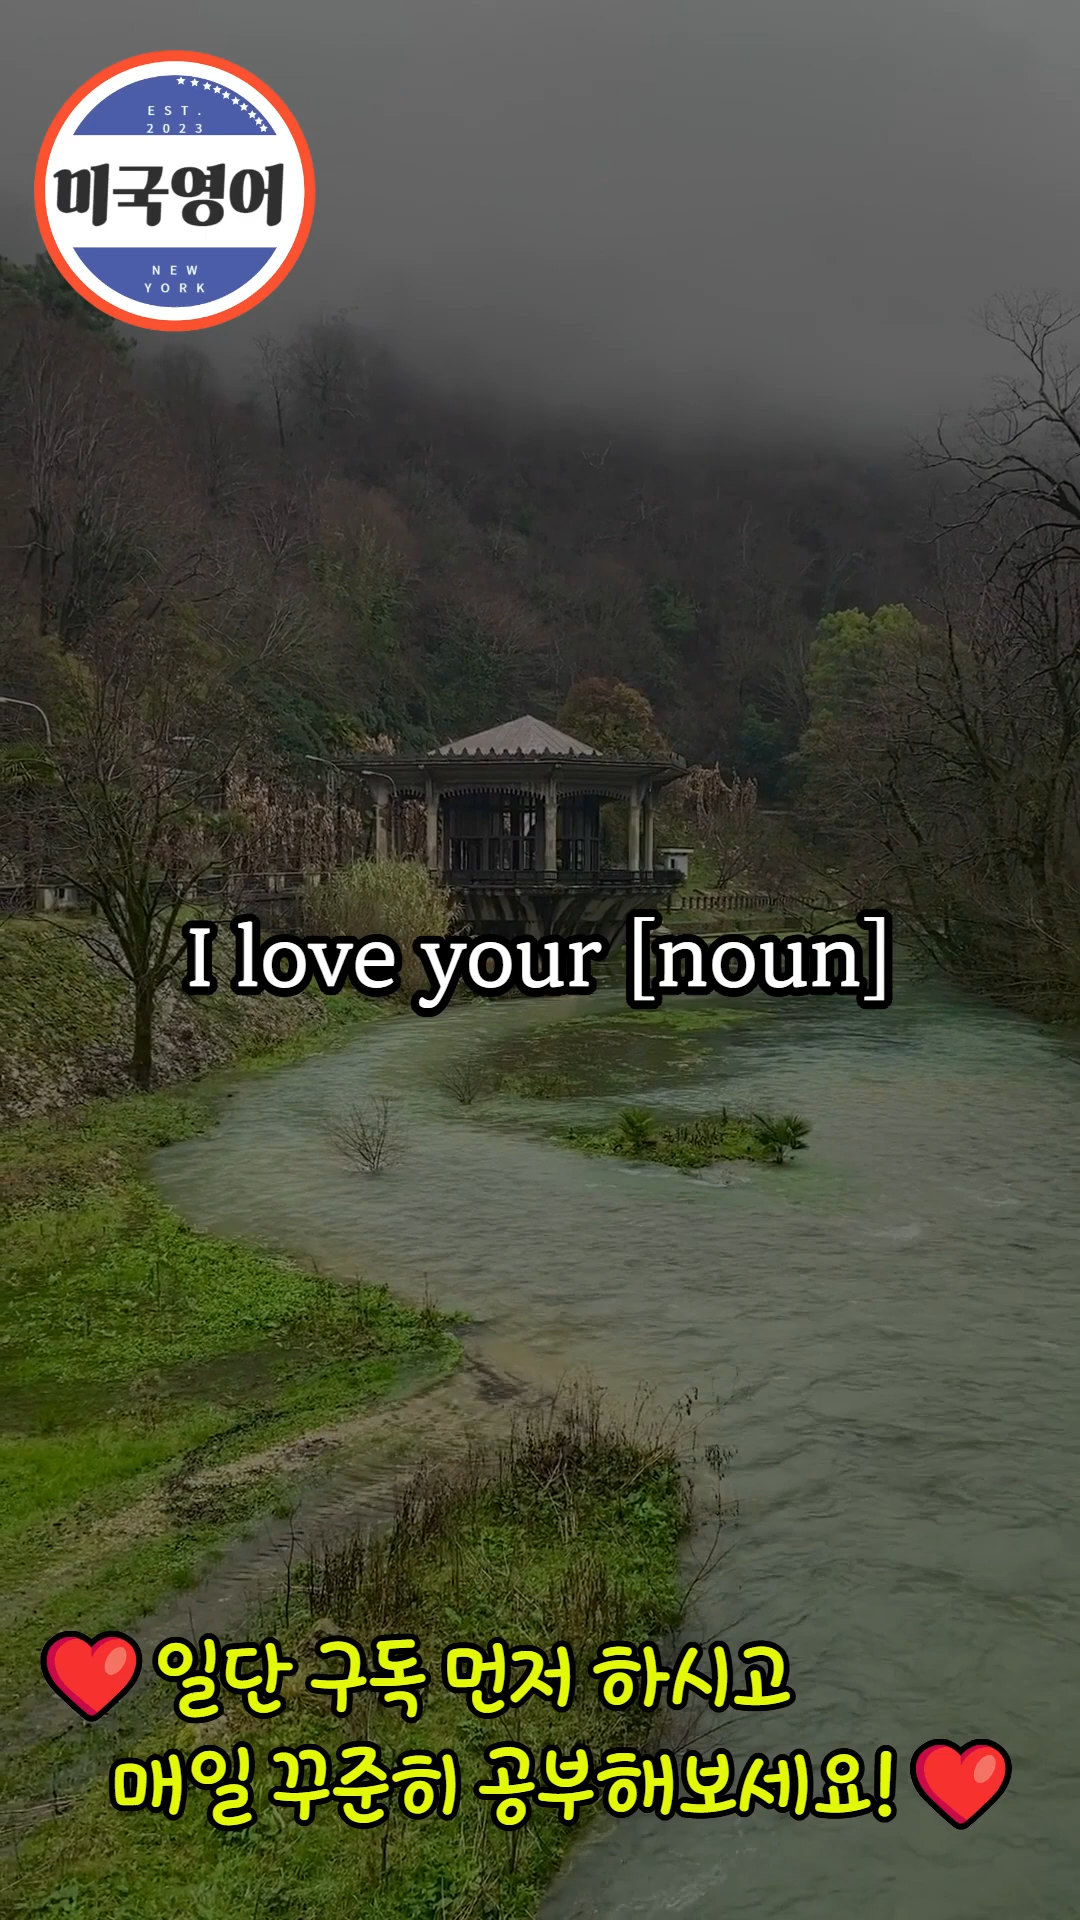 EST.
2023
미국영어
NEW
YORK
I love your [noun]
일단 구독 먼저 하시고
매일 꾸준히 공부해보세요!